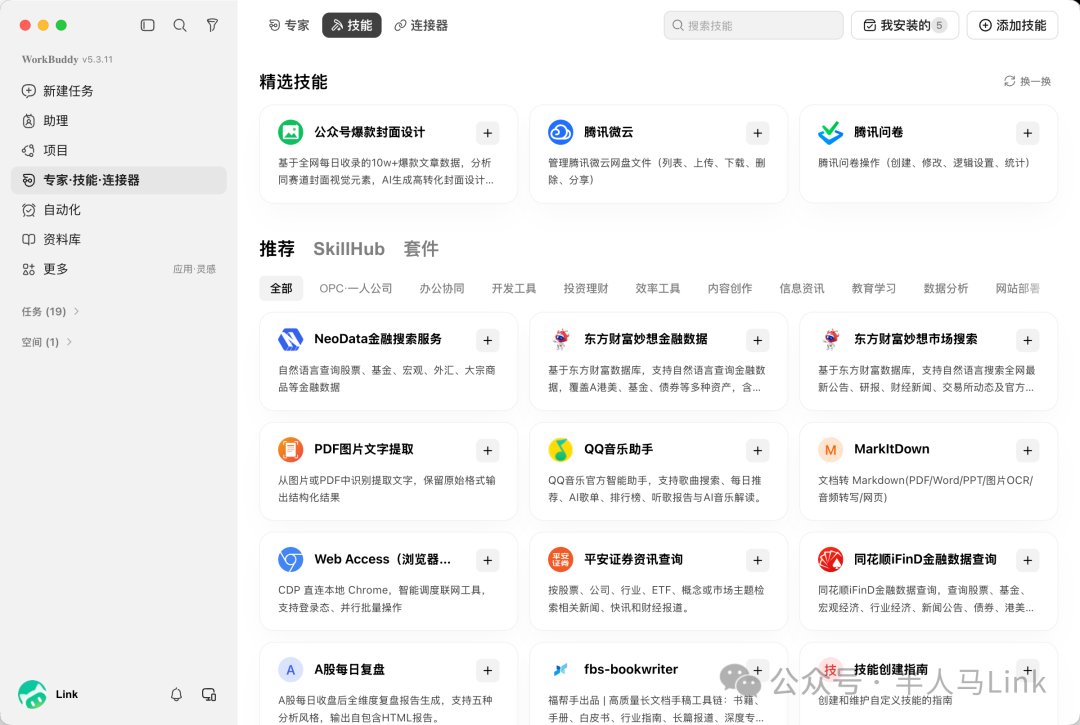 专家
技能
连接器
搜索技能
我安装的 5
添加技能
WorkBuddy v5.3.11
新建任务
助理
项目
专家·技能·连接器
自动化
资料库
更多
应用·灵感
任务 (19)
空间 (1)
Link
精选技能
换一换
公众号爆款封面设计
基于全网每日收录的10w+爆款文章数据，分析
同赛道封面视觉元素，AI生成高转化封面设计...
腾讯微云
管理腾讯微云网盘文件（列表、上传、下载、删
除、分享）
腾讯问卷
腾讯问卷操作（创建、修改、逻辑设置、统计）
推荐 SkillHub 套件
全部 OPC·一人公司 办公协同 开发工具 投资理财 效率工具 内容创作 信息资讯 教育学习 数据分析 网站部署
NeoData金融搜索服务
自然语言查询股票、基金、宏观、外汇、大宗商
品等金融数据
东方财富妙想金融数据
基于东方财富数据库，支持自然语言查询金融数
据，覆盖A港美、基金、债券等多种资产，含...
东方财富妙想市场搜索
基于东方财富数据库，支持自然语言搜索全网最
新公告、研报、财经新闻、交易所动态及官方...
PDF图片文字提取
从图片或PDF中识别提取文字，保留原始格式输
出结构化结果
QQ音乐助手
QQ音乐官方智能助手，支持歌曲搜索、每日推
荐、AI歌单、排行榜、听歌报告与AI音乐解读。
M
MarkItDown
文档转 Markdown(PDF/Word/PPT/图片OCR/
音频转写/网页)
Web Access（浏览器...
CDP 直连本地 Chrome，智能调度联网工具，
支持登录态、并行批量操作
平安
证券
平安证券资讯查询
按股票、公司、行业、ETF、概念或市场主题检
索相关新闻、快讯和财经报道。
同花顺iFinD金融数据查询
同花顺iFinD金融数据查询，查询股票、基金、
宏观经济、行业经济、新闻公告、债券、港美...
A
A股每日复盘
A股每日收盘后全维度复盘报告生成，支持五种
分析风格，输出自包含HTML报告。
fbs-bookwriter
福帮手出品 | 高质量长文档手稿工具链：书籍、
手册、白皮书、行业指南、长篇报道、深度专...
技
技能创建指南
创建和维护自定义技能的指南
公众号 · 羊人马Link